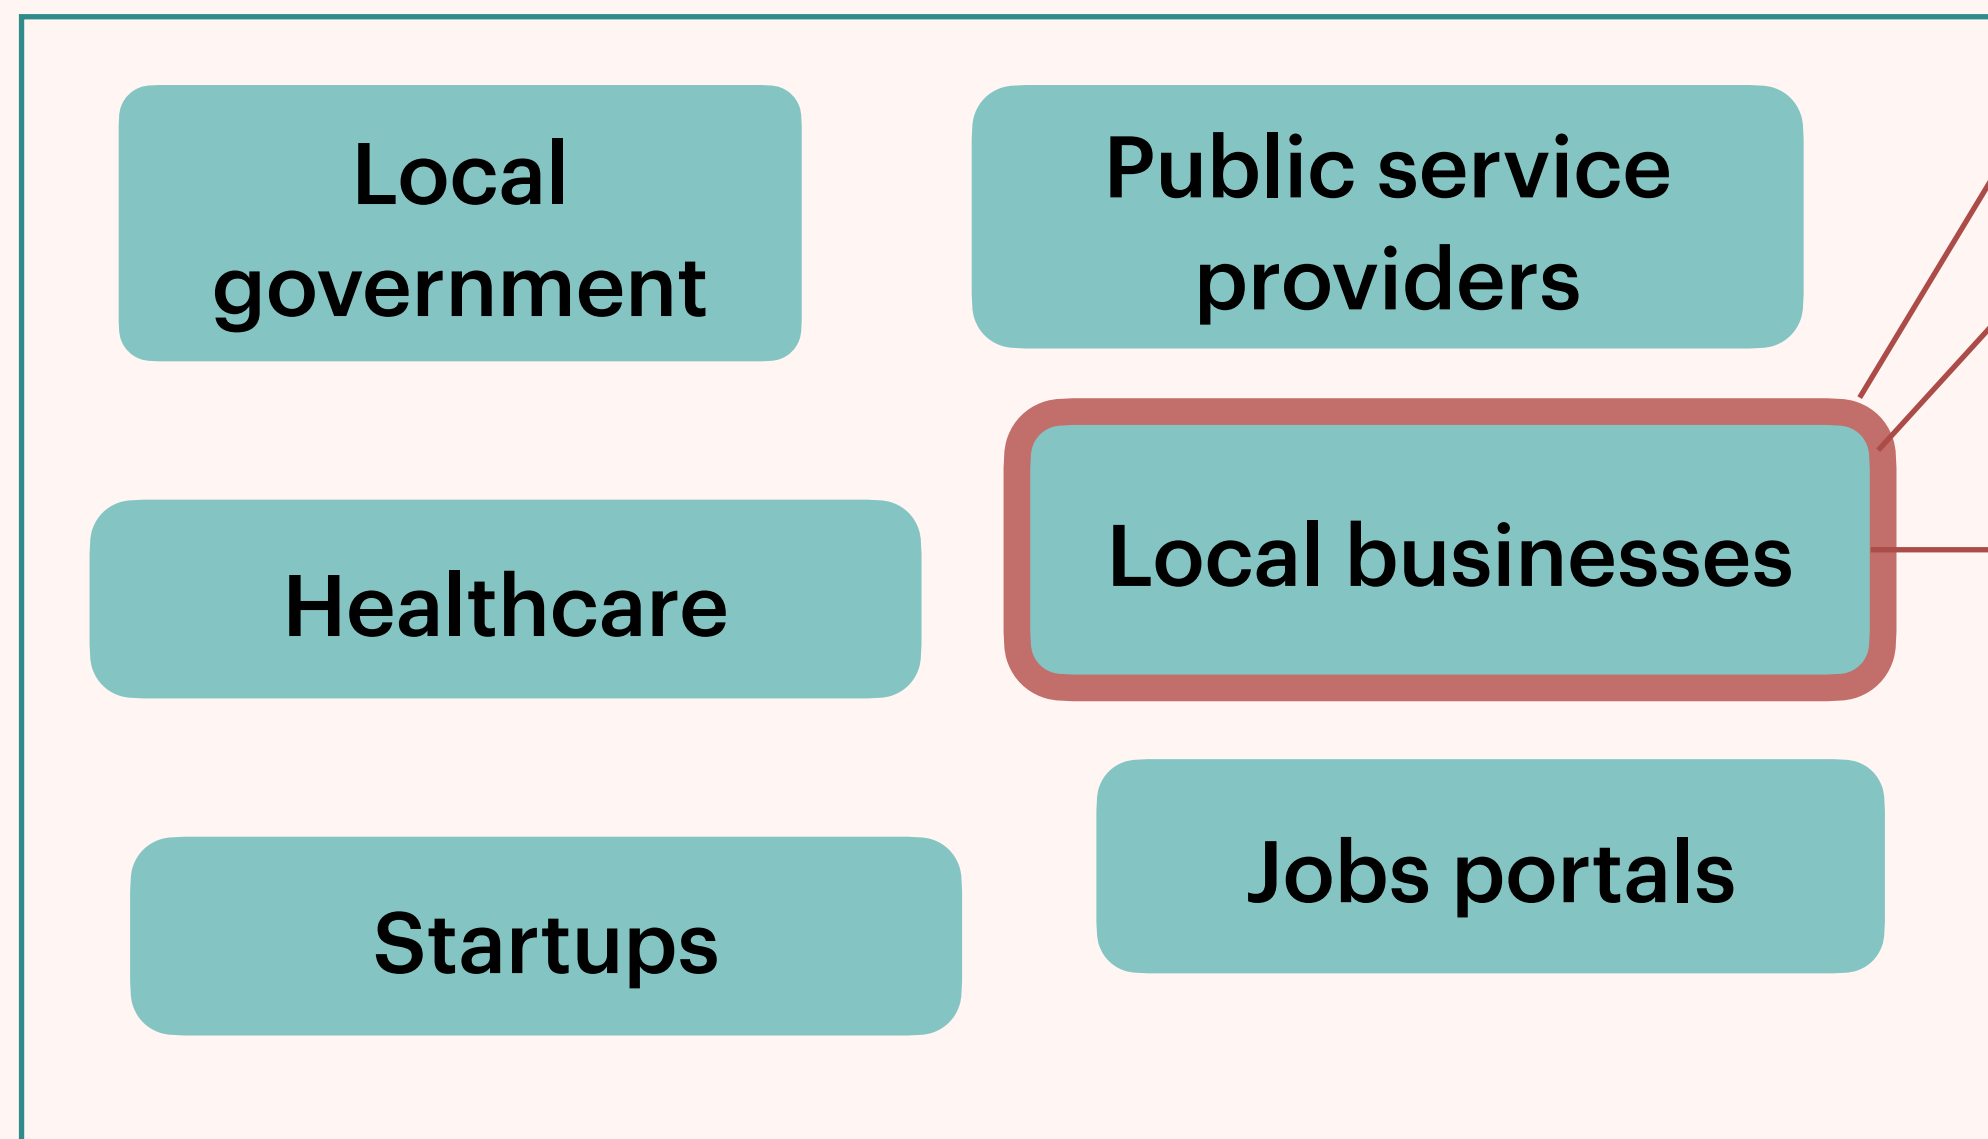 Local
government
Public service
providers
Healthcare
Local businesses
Startups
Jobs portals